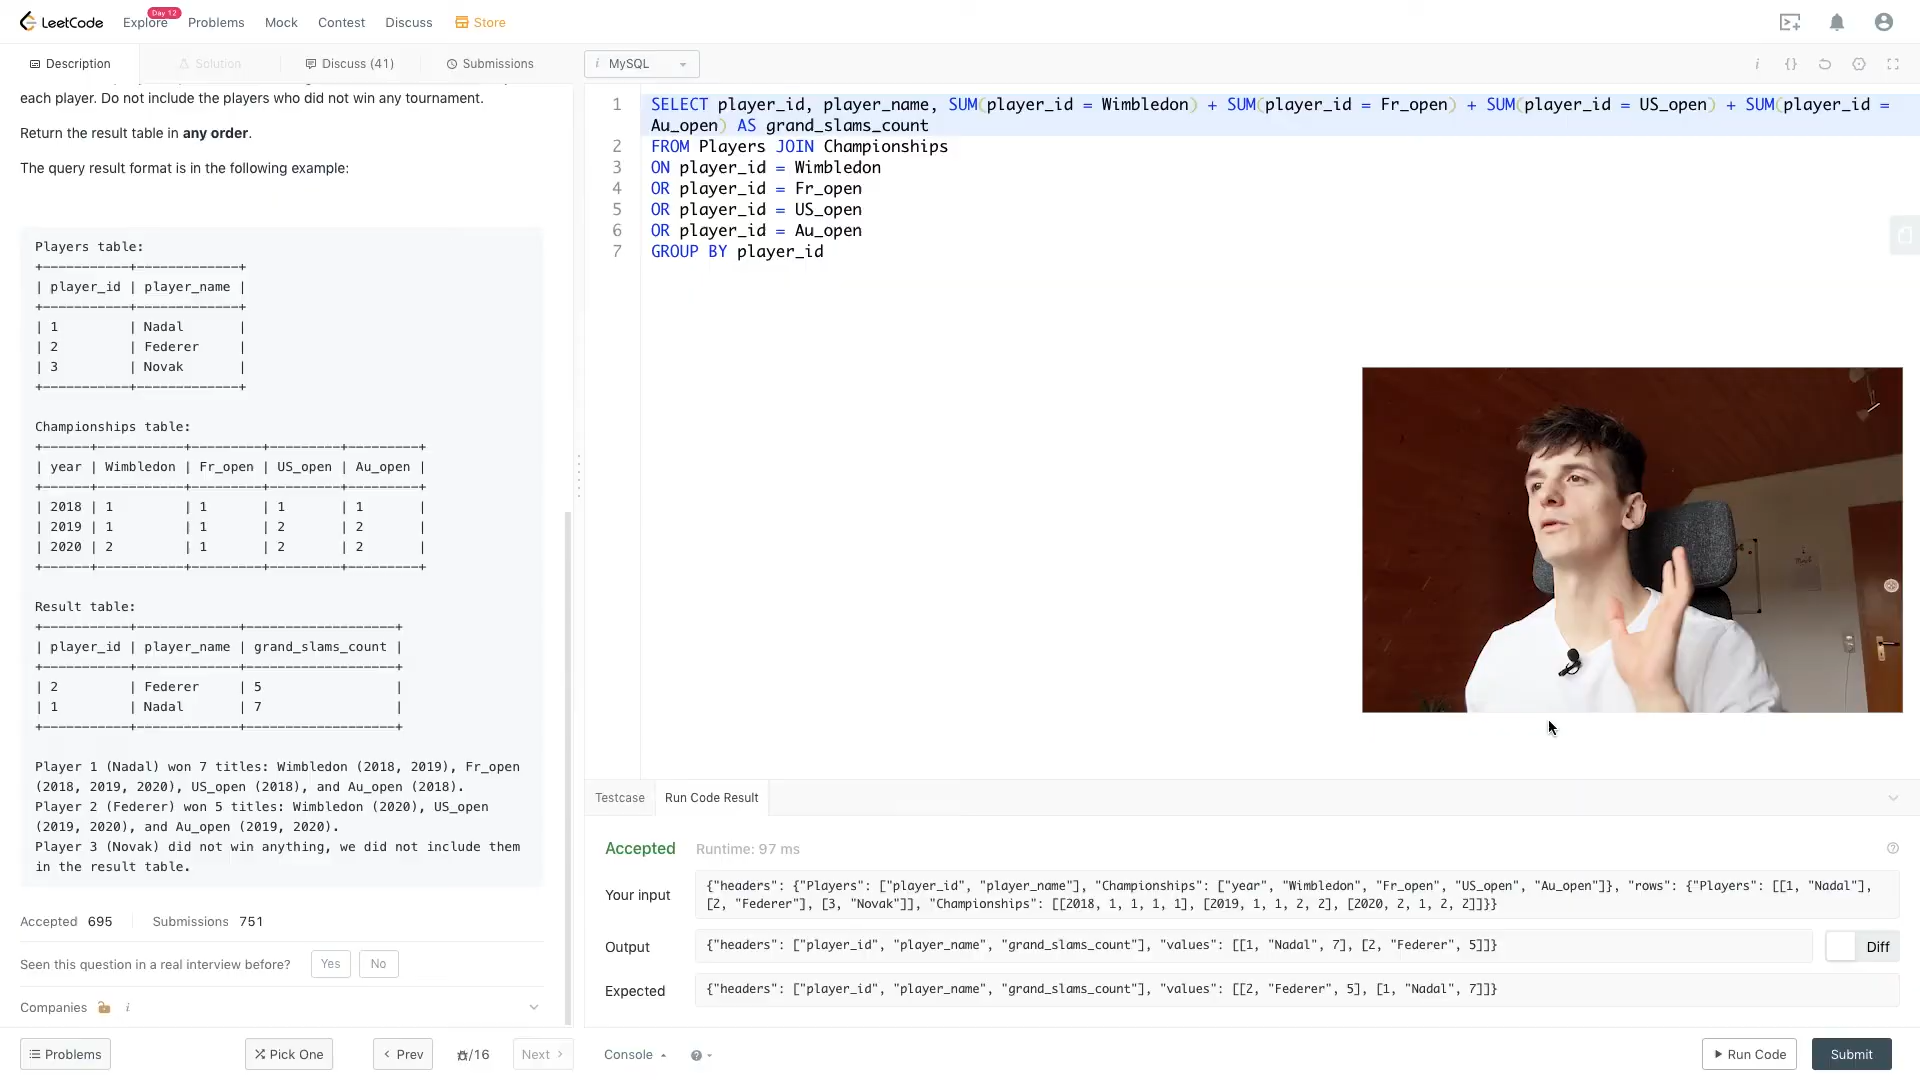 LeetCode
Explore
Day 12
Problems
Mock
Contest
Discuss
Store
Description
Solution
Discuss (41)
Submissions
i MySQL
each player. Do not include the players who did not win any tournament.
Return the result table in any order.
The query result format is in the following example:
Players table:
+-----------+-------------+
| player_id | player_name |
+-----------+-------------+
| 1         | Nadal       |
| 2         | Federer     |
| 3         | Novak       |
+-----------+-------------+
Championships table:
+------+-----------+---------+---------+---------+
| year | Wimbledon | Fr_open | US_open | Au_open |
+------+-----------+---------+---------+---------+
| 2018 | 1         | 1       | 1       | 1       |
| 2019 | 1         | 1       | 2       | 2       |
| 2020 | 2         | 1       | 2       | 2       |
+------+-----------+---------+---------+---------+
Result table:
+-----------+-------------+-------------------+
| player_id | player_name | grand_slams_count |
+-----------+-------------+-------------------+
| 2         | Federer     | 5                 |
| 1         | Nadal       | 7                 |
+-----------+-------------+-------------------+
Player 1 (Nadal) won 7 titles: Wimbledon (2018, 2019), Fr_open
(2018, 2019, 2020), US_open (2018), and Au_open (2018).
Player 2 (Federer) won 5 titles: Wimbledon (2020), US_open
(2019, 2020), and Au_open (2019, 2020).
Player 3 (Novak) did not win anything, we did not include them
in the result table.
Accepted 695
Submissions 751
Seen this question in a real interview before?
Yes
No
Companies i
1 SELECT player_id, player_name, SUM(player_id = Wimbledon) + SUM(player_id = Fr_open) + SUM(player_id = US_open) + SUM(player_id =
Au_open) AS grand_slams_count
2 FROM Players JOIN Championships
3 ON player_id = Wimbledon
4 OR player_id = Fr_open
5 OR player_id = US_open
6 OR player_id = Au_open
7 GROUP BY player_id
Testcase
Run Code Result
Accepted
Runtime: 97 ms
Your input
{"headers": {"Players": ["player_id", "player_name"], "Championships": ["year", "Wimbledon", "Fr_open", "US_open", "Au_open"]}, "rows": {"Players": [[1, "Nadal"],
[2, "Federer"], [3, "Novak"]], "Championships": [[2018, 1, 1, 1, 1], [2019, 1, 1, 2, 2], [2020, 2, 1, 2, 2]]}}
Output
{"headers": ["player_id", "player_name", "grand_slams_count"], "values": [[1, "Nadal", 7], [2, "Federer", 5]]}
Diff
Expected
{"headers": ["player_id", "player_name", "grand_slams_count"], "values": [[2, "Federer", 5], [1, "Nadal", 7]]}
Problems
Pick One
Prev
/16
Next
Console
Run Code
Submit